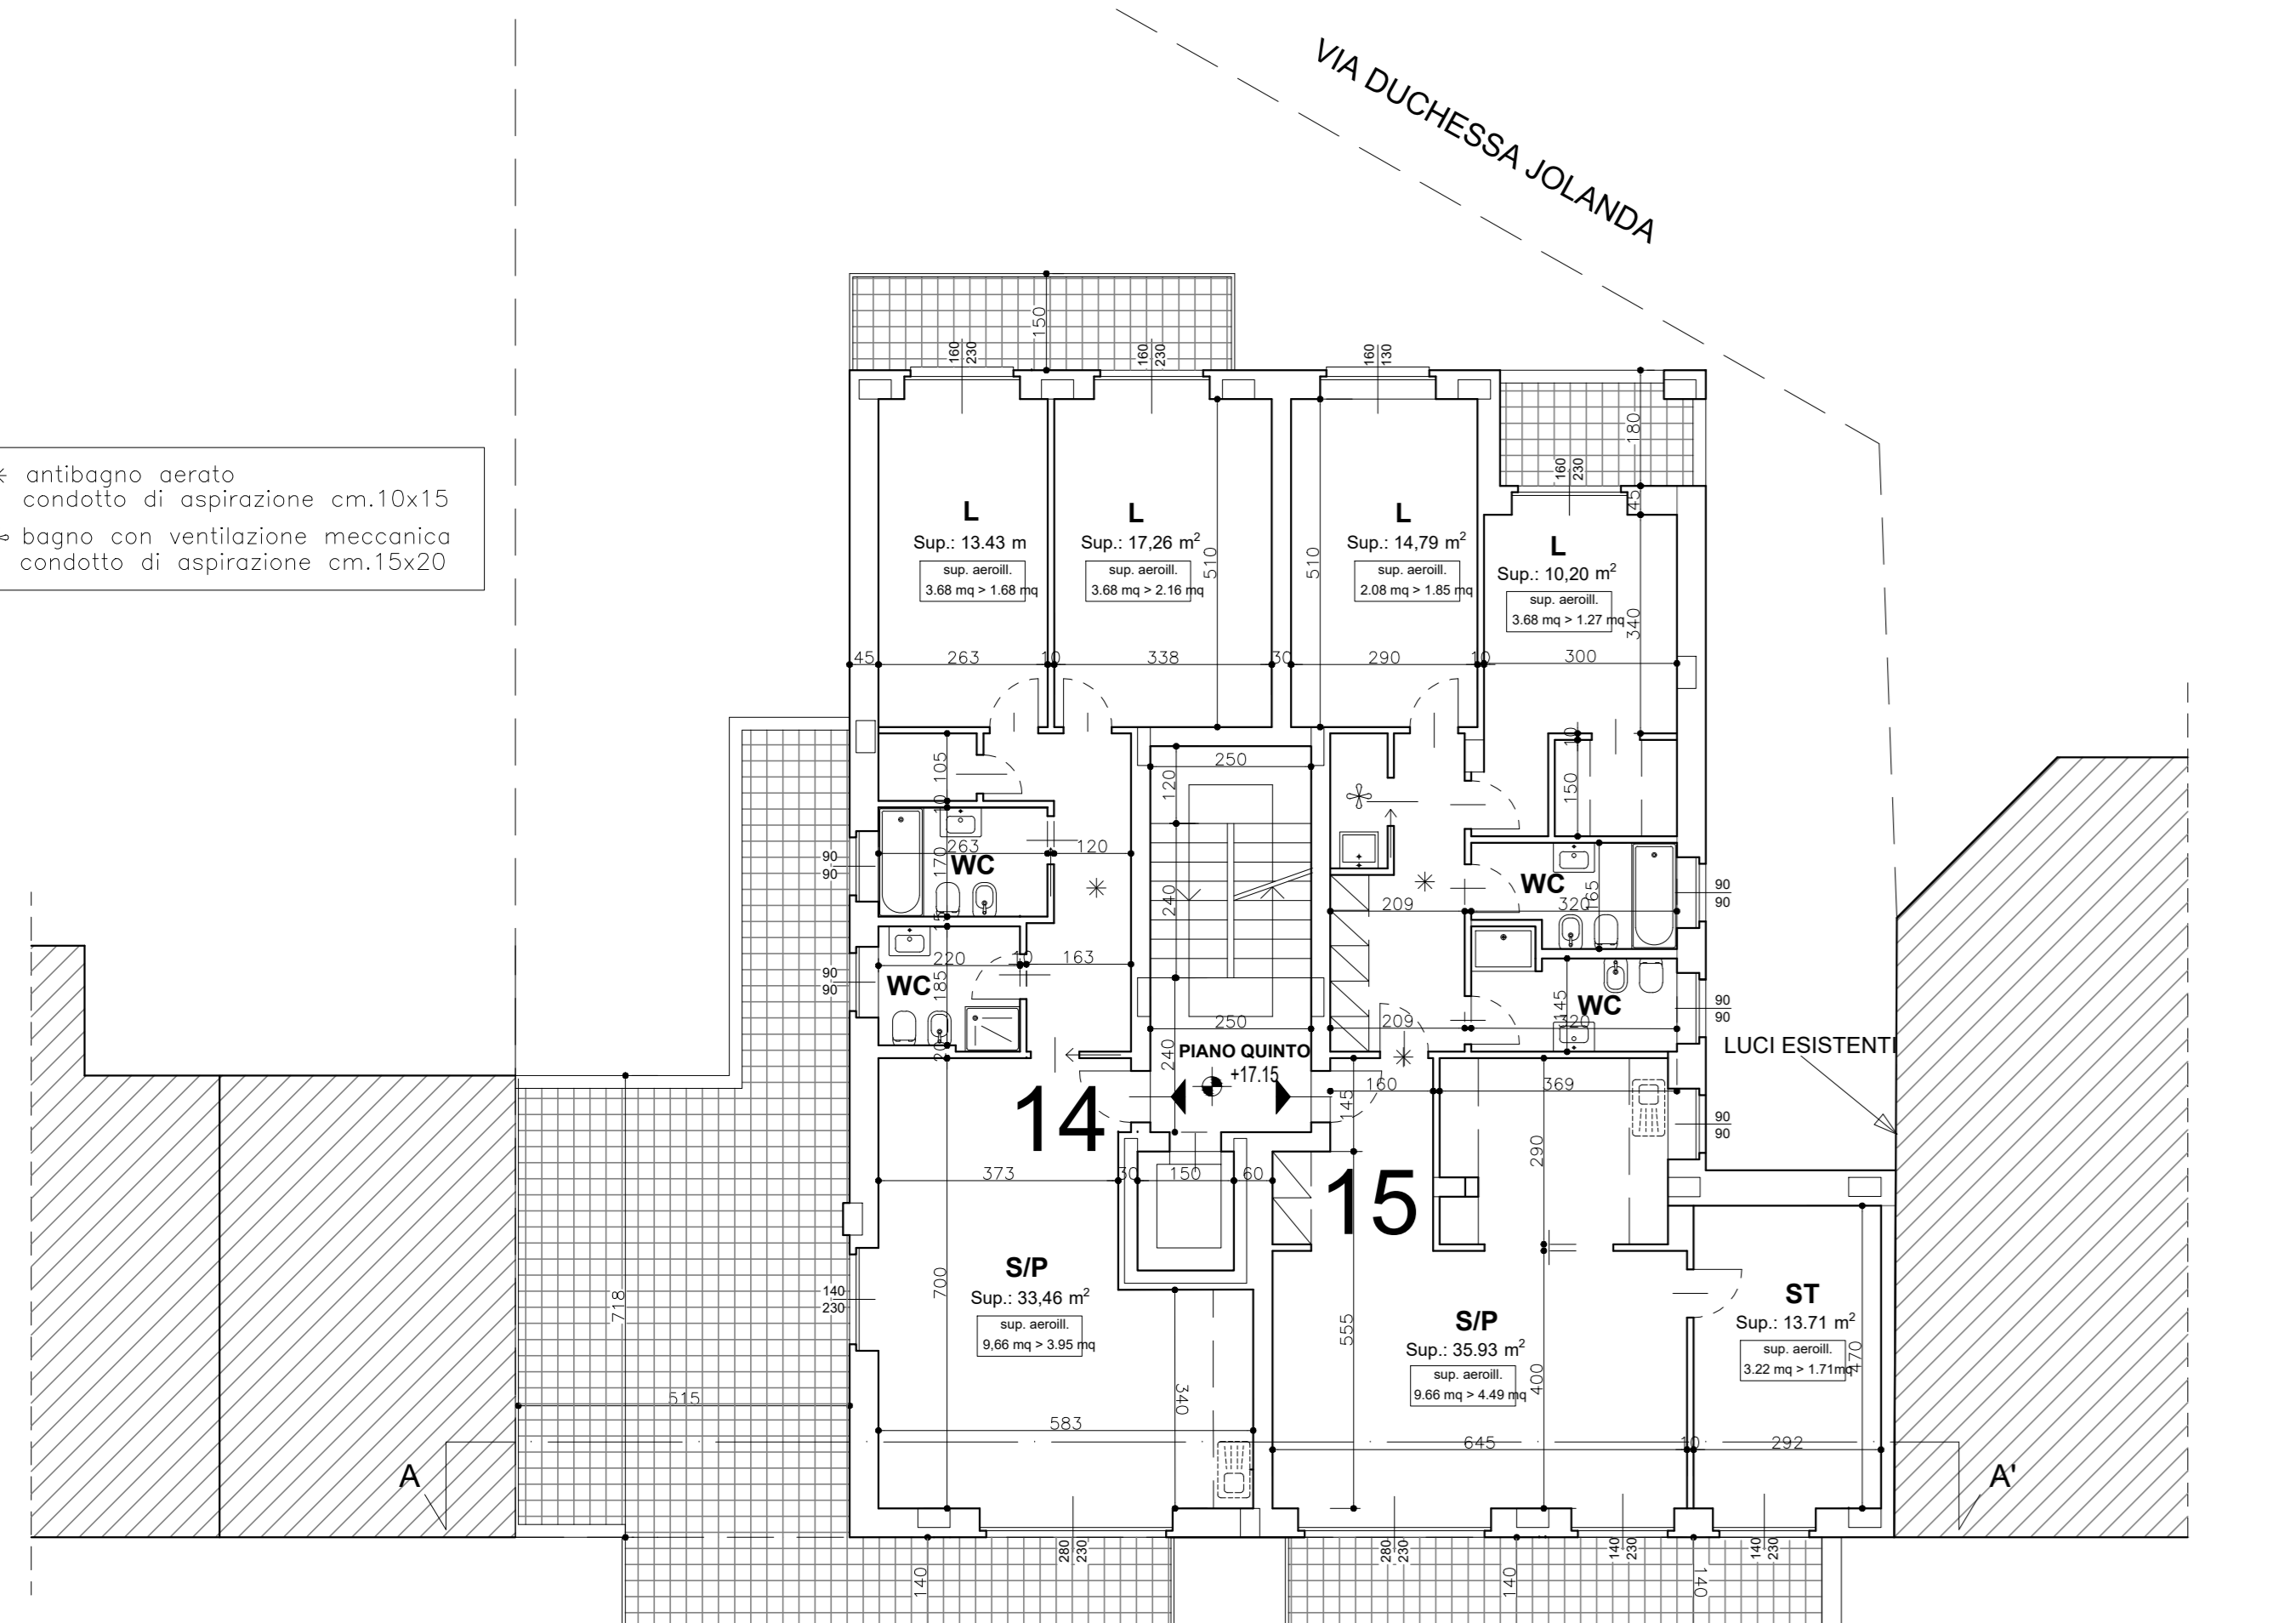 VIA DUCHESSA JOLANDA
150
160
230
160
230
160
130
180
160
230
45
antibagno aerato
condotto di aspirazione cm.10x15
bagno con ventilazione meccanica
condotto di aspirazione cm.15x20
L
Sup.: 13.43 m
sup. aeroill.
3.68 mq > 1.68 mq
L
Sup.: 17,26 m²
sup. aeroill.
3.68 mq > 2.16 mq
510
510
L
Sup.: 14,79 m²
sup. aeroill.
2.08 mq > 1.85 mq
L
Sup.: 10,20 m²
sup. aeroill.
3.68 mq > 1.27 mq
340
45
263
10
338
30
290
10
300
105
10
120
250
10
150
90
90
263
170
WC
120
240
15
WC
165
209
320
90
90
90
90
220
10
163
WC
185
20
250
209
WC
145
320
90
90
LUCI ESISTENTI
240
PIANO QUINTO
+17.15
14
160
145
369
90
90
290
373
30
150
60
15
700
718
140
230
S/P
Sup.: 33,46 m²
sup. aeroill.
9,66 mq > 3.95 mq
555
S/P
Sup.: 35.93 m²
sup. aeroill.
9.66 mq > 4.49 mq
400
ST
Sup.: 13.71 m²
sup. aeroill.
3.22 mq > 1.71mq
470
515
340
583
645
10
292
A
A'
280
230
280
230
140
230
140
230
140
140
140